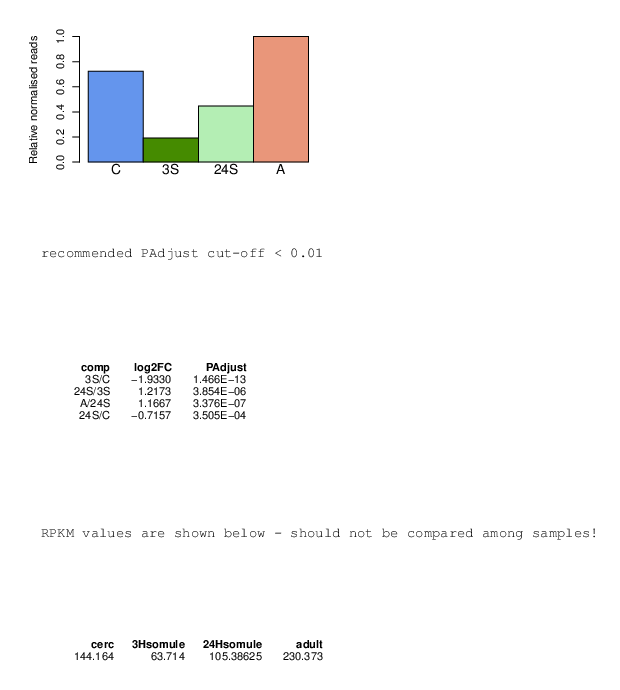 Relative normalised reads
1.0
0.8
0.6
0.4
0.2
0.0
C 3S 24S A
recommended PAdjust cut-off < 0.01
comp log2FC PAdjust
3S/C −1.9330 1.466E−13
24S/3S 1.2173 3.854E−06
A/24S 1.1667 3.376E−07
24S/C −0.7157 3.505E−04
RPKM values are shown below - should not be compared among samples!
cerc 3Hsomule 24Hsomule adult
144.164 63.714 105.38625 230.373